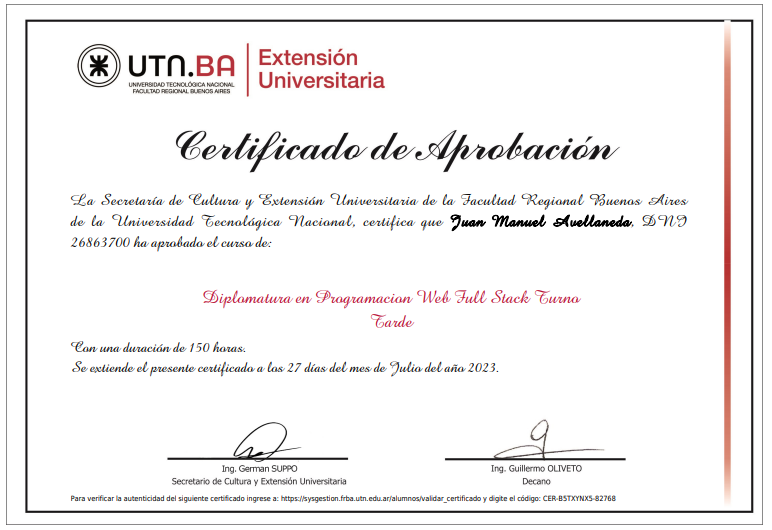 UTN.BA
UNIVERSIDAD TECNOLÓGICA NACIONAL
FACULTAD REGIONAL BUENOS AIRES
Extensión
Universitaria
Certificado de Aprobación
La Secretaría de Cultura y Extensión Universitaria de la Facultad Regional Buenos Aires
de la Universidad Tecnológica Nacional, certifica que Juan Manuel Avellaneda, DNI
26863700 ha aprobado el curso de:
Diplomatura en Programacion Web Full Stack Turno
Tarde
Con una duración de 150 horas.
Se extiende el presente certificado a los 27 días del mes de Julio del año 2023.
Ing. German SUPPO
Secretario de Cultura y Extensión Universitaria
Ing. Guillermo OLIVETO
Decano
Para verificar la autenticidad del siguiente certificado ingrese a: https://sysgestion.frba.utn.edu.ar/alumnos/validar_certificado y digite el código: CER-B5TXYNX5-82768